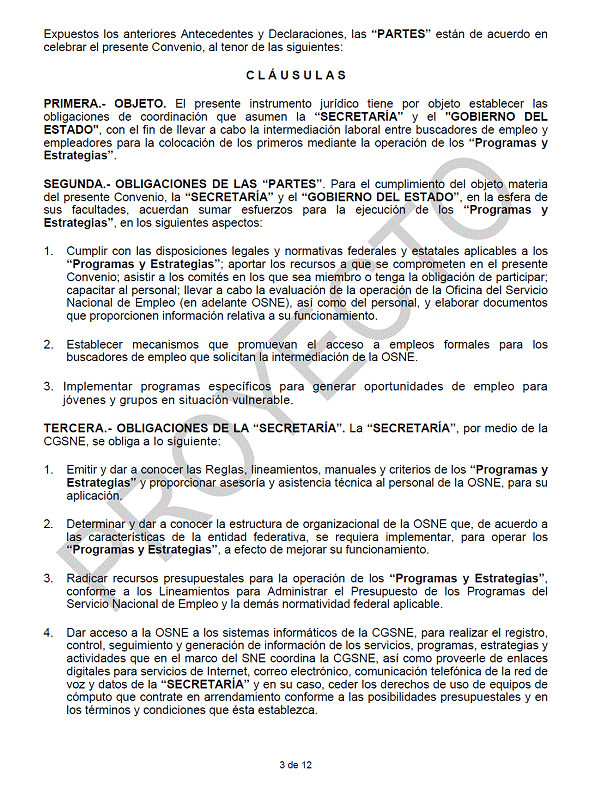 Expuestos los anteriores Antecedentes y Declaraciones, las “PARTES” están de acuerdo en
celebrar el presente Convenio, al tenor de las siguientes:
C L Á U S U L A S
PRIMERA.- OBJETO. El presente instrumento jurídico tiene por objeto establecer las
obligaciones de coordinación que asumen la “SECRETARÍA” y el "GOBIERNO DEL
ESTADO", con el fin de llevar a cabo la intermediación laboral entre buscadores de empleo y
empleadores para la colocación de los primeros mediante la operación de los “Programas y
Estrategias”.
SEGUNDA.- OBLIGACIONES DE LAS “PARTES”. Para el cumplimiento del objeto materia
del presente Convenio, la “SECRETARÍA” y el “GOBIERNO DEL ESTADO”, en la esfera de
sus facultades, acuerdan sumar esfuerzos para la ejecución de los “Programas y
Estrategias”, en los siguientes aspectos:
1. Cumplir con las disposiciones legales y normativas federales y estatales aplicables a los
“Programas y Estrategias”; aportar los recursos a que se comprometen en el presente
Convenio; asistir a los comités en los que sea miembro o tenga la obligación de participar;
capacitar al personal; llevar a cabo la evaluación de la operación de la Oficina del Servicio
Nacional de Empleo (en adelante OSNE), así como del personal, y elaborar documentos
que proporcionen información relativa a su funcionamiento.
2. Establecer mecanismos que promuevan el acceso a empleos formales para los
buscadores de empleo que solicitan la intermediación de la OSNE.
3. Implementar programas específicos para generar oportunidades de empleo para
jóvenes y grupos en situación vulnerable.
TERCERA.- OBLIGACIONES DE LA “SECRETARÍA”. La “SECRETARÍA”, por medio de la
CGSNE, se obliga a lo siguiente:
1. Emitir y dar a conocer las Reglas, lineamientos, manuales y criterios de los “Programas y
Estrategias” y proporcionar asesoría y asistencia técnica al personal de la OSNE, para su
aplicación.
2. Determinar y dar a conocer la estructura de organizacional de la OSNE que, de acuerdo a
las características de la entidad federativa, se requiera implementar, para operar los
“Programas y Estrategias”, a efecto de mejorar su funcionamiento.
3. Radicar recursos presupuestales para la operación de los “Programas y Estrategias”,
conforme a los Lineamientos para Administrar el Presupuesto de los Programas del
Servicio Nacional de Empleo y la demás normatividad federal aplicable.
4. Dar acceso a la OSNE a los sistemas informáticos de la CGSNE, para realizar el registro,
control, seguimiento y generación de información de los servicios, programas, estrategias y
actividades que en el marco del SNE coordina la CGSNE, así como proveerle de enlaces
digitales para servicios de Internet, correo electrónico, comunicación telefónica de la red de
voz y datos de la “SECRETARÍA” y en su caso, ceder los derechos de uso de equipos de
cómputo que contrate en arrendamiento conforme a las posibilidades presupuestales y en
los términos y condiciones que ésta establezca.
PROYECTO
3 de 12